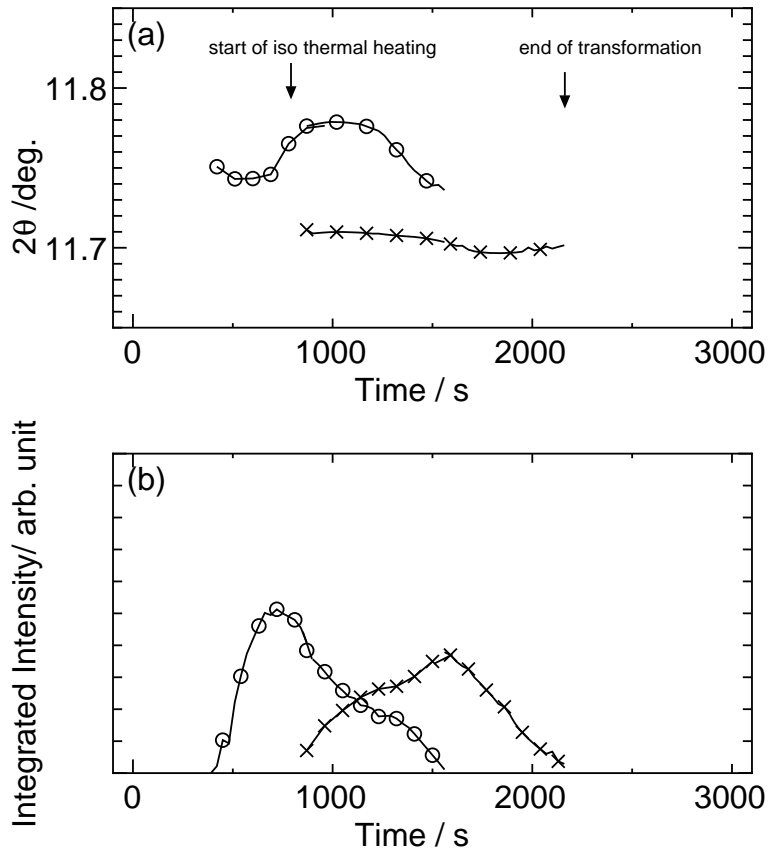 (a)
start of iso thermal heating
end of transformation
11.8
11.7
2θ /deg.
0 1000 2000 3000
Time / s
(b)
Integrated Intensity/ arb. unit
0 1000 2000 3000
Time / s